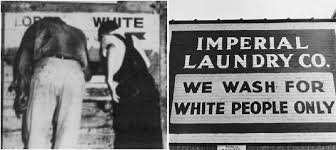 WHITE
IMPERIAL
LAUNDRY CO.
WE WASH FOR
WHITE PEOPLE ONLY